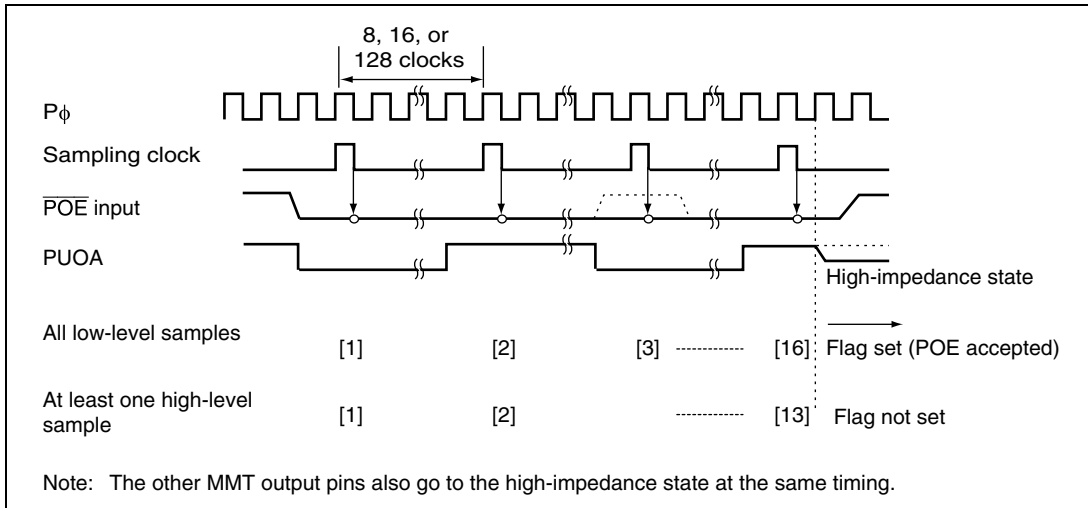 8, 16, or
128 clocks
Pϕ
Sampling clock
POE input
PUOA
High-impedance state
All low-level samples
[1] [2] [3] [16] Flag set (POE accepted)
At least one high-level
sample
[1] [2] [13] Flag not set
Note: The other MMT output pins also go to the high-impedance state at the same timing.